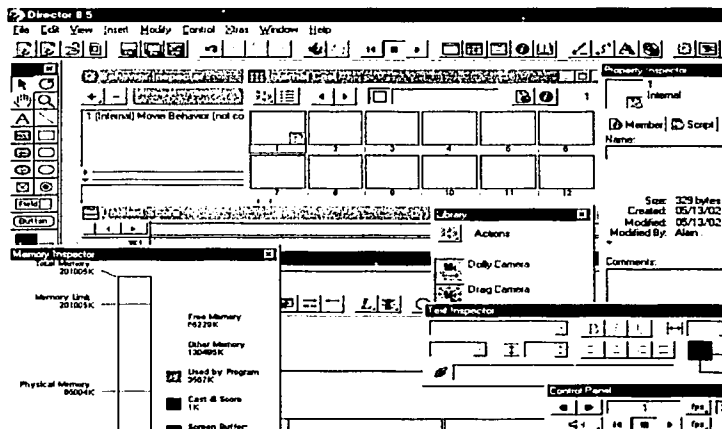 Director 8.5
File Edit View Insert Modify Control Xtras Window Help
Property Inspector
1
Internal
1
Member Script
Name:
1 [Internal] Movie Behavior (not co
1 2 3 4 5 6
7 8 9 10 11 12
A
Field
Button
Size: 329 bytes
Created: 05/13/02
Modified: 05/13/02
Modified By: Alan
Comments:
Library
Actions
Dolly Camera
Drag Camera
Memory Inspector
Total Memory
201005K
Memory Limit
201005K
Free Memory
Other Memory
Used by Program
Physical Memory
Cast & Score
1K
Screen Buffer
Text Inspector
B I U
Control Panel
1 fps
fps